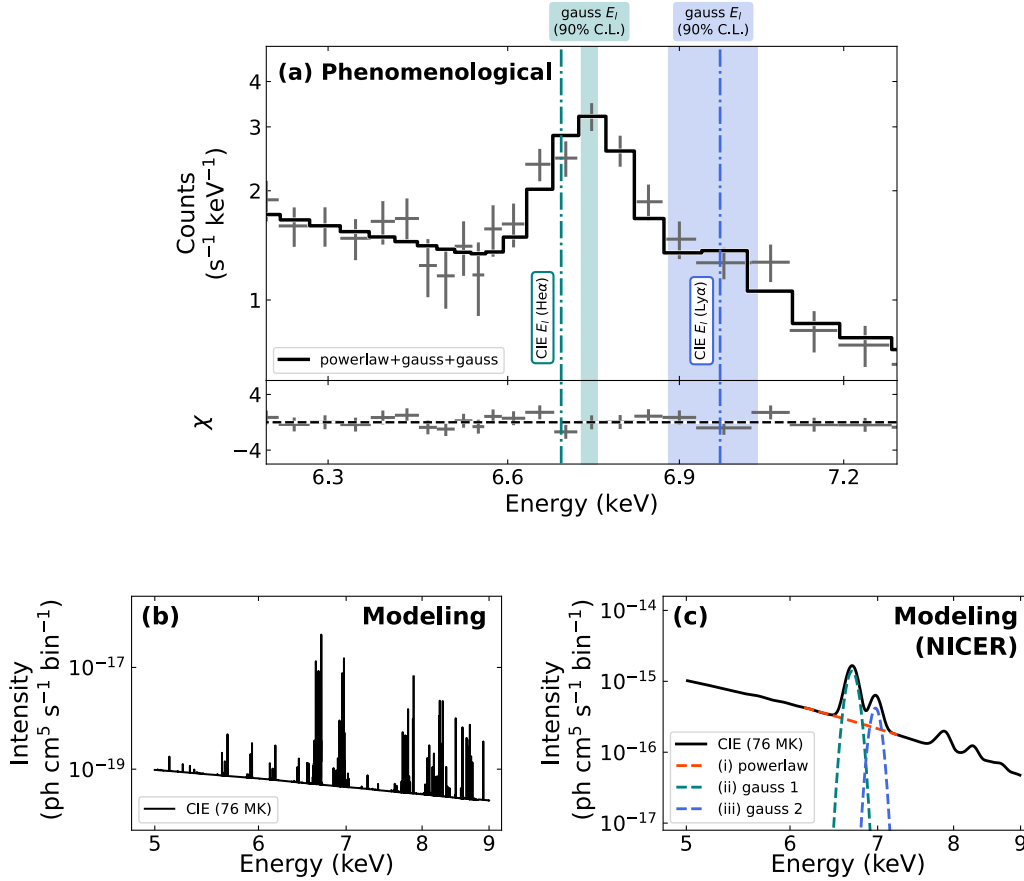 gauss E_l
(90% C.L.)
gauss E_l
(90% C.L.)
(a) Phenomenological
4
3
2
1
Counts
(s⁻¹ keV⁻¹)
CIE E_l (Heα)
CIE E_l (Lyα)
powerlaw+gauss+gauss
4
−4
χ
6.3
6.6
6.9
7.2
Energy (keV)
(b)
Modeling
10⁻¹⁷
10⁻¹⁹
Intensity
(ph cm⁵ s⁻¹ bin⁻¹)
CIE (76 MK)
5
6
7
8
9
Energy (keV)
(c)
Modeling
(NICER)
10⁻¹⁴
10⁻¹⁵
10⁻¹⁶
10⁻¹⁷
Intensity
(ph cm⁵ s⁻¹ bin⁻¹)
CIE (76 MK)
(i) powerlaw
(ii) gauss 1
(iii) gauss 2
5
6
7
8
9
Energy (keV)